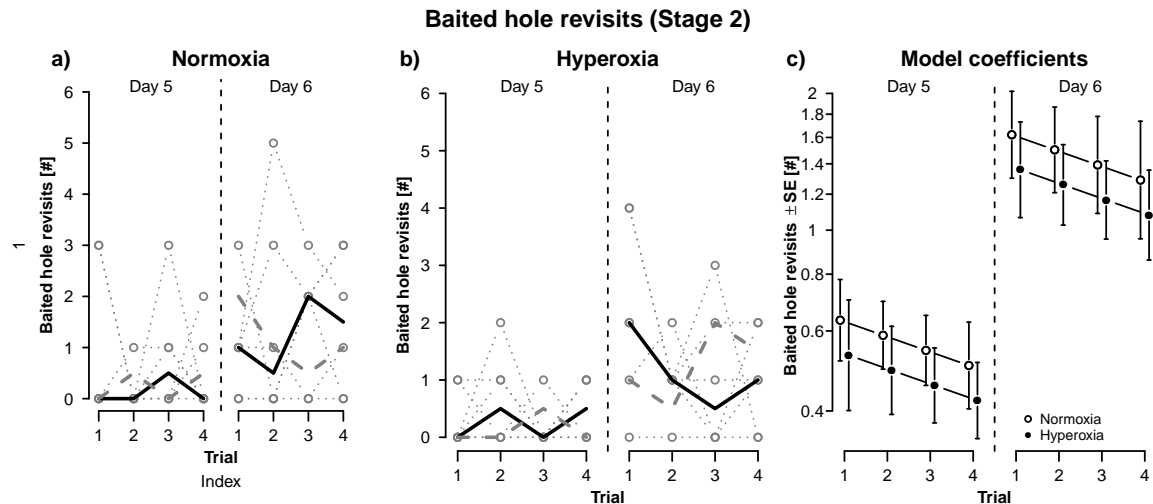 Baited hole revisits (Stage 2)
a) Normoxia
Day 5 Day 6
Baited hole revisits [#]
1
6
5
4
3
2
1
0
1 2 3 4 1 2 3 4
Trial
Index
b) Hyperoxia
Day 5 Day 6
Baited hole revisits [#]
6
5
4
3
2
1
0
1 2 3 4 1 2 3 4
Trial
c) Model coefficients
Day 5 Day 6
Baited hole revisits ± SE [#]
2
1.8
1.6
1.4
1.2
1
0.8
0.6
0.4
Normoxia
Hyperoxia
1 2 3 4 1 2 3 4
Trial